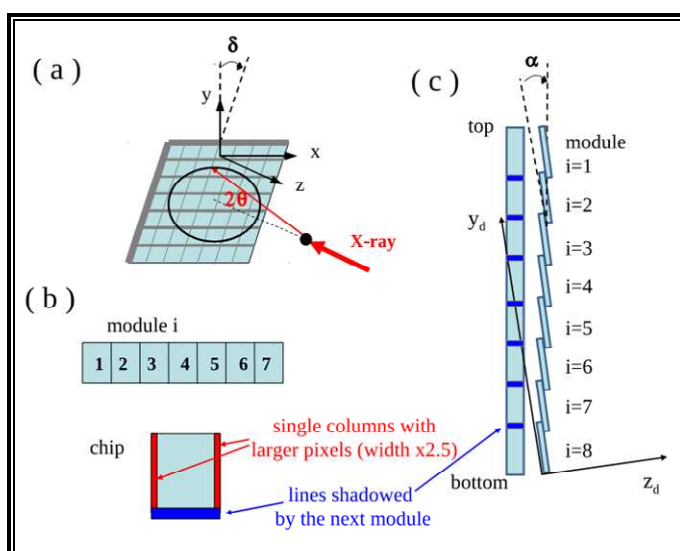 ( a )
δ
y
x
z
2θ
X-ray
( b )
module i
1 2 3 4 5 6 7
chip
single columns with
larger pixels (width x2.5)
lines shadowed
by the next module
( c )
α
top
module
i=1
i=2
y_d
i=3
i=4
i=5
i=6
i=7
i=8
bottom
z_d